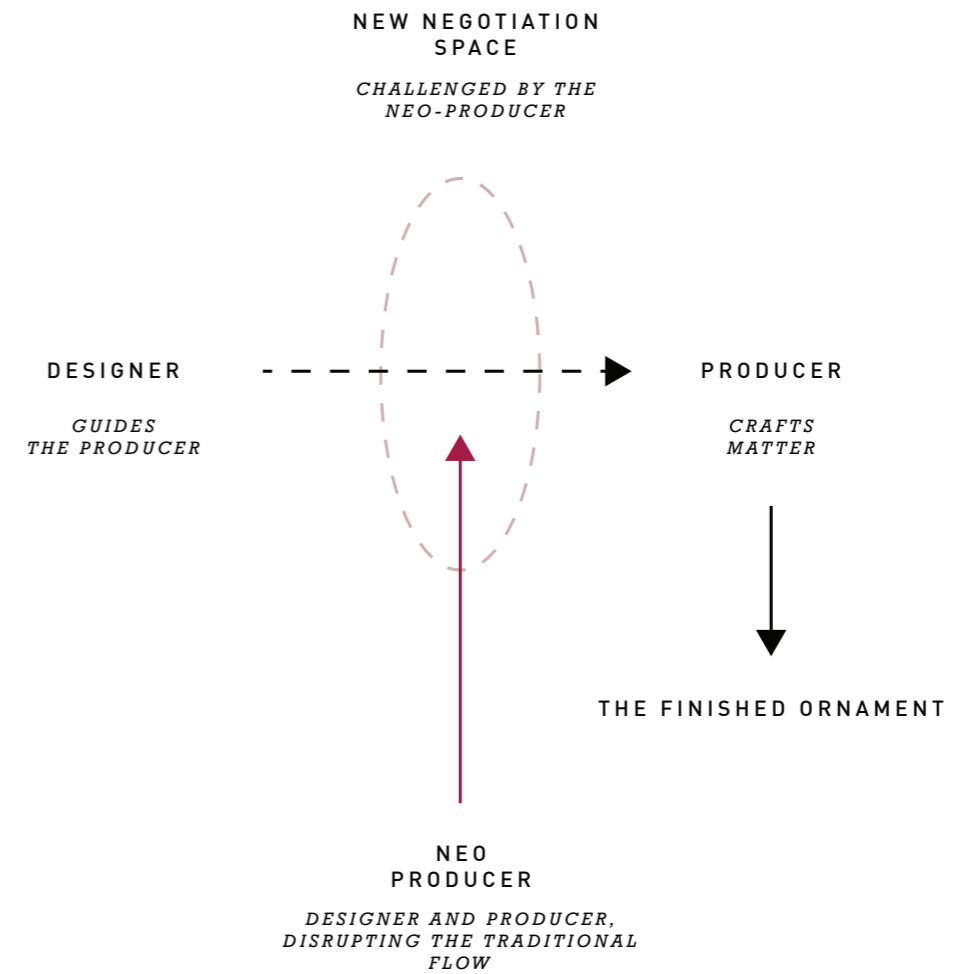 NEW NEGOTIATION
SPACE
CHALLENGED BY THE
NEO-PRODUCER
DESIGNER
GUIDES
THE PRODUCER
PRODUCER
CRAFTS
MATTER
THE FINISHED ORNAMENT
NEO
PRODUCER
DESIGNER AND PRODUCER,
DISRUPTING THE TRADITIONAL
FLOW